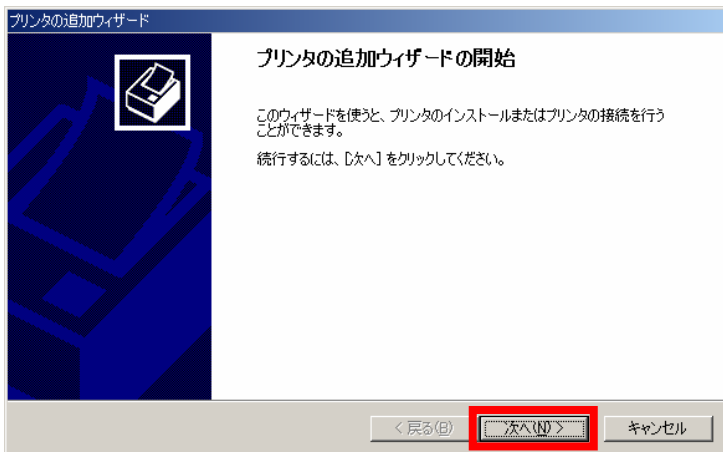 プリンタの追加ウィザード
プリンタの追加ウィザードの開始
このウィザードを使うと、プリンタのインストールまたはプリンタの接続を行う
ことができます。
続行するには、[次へ] をクリックしてください。
< 戻る(B)
次へ(N) >
キャンセル